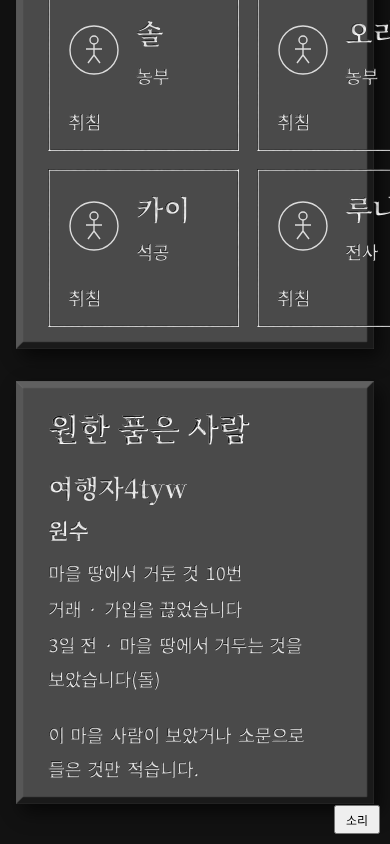 솔
농부
취침
농부
취침
카이
석공
취침
전사
취침
원한 품은 사람
여행자4tyw
원수
마을 땅에서 거둔 것 10번
거래 · 가입을 끊었습니다
3일 전 · 마을 땅에서 거두는 것을
보았습니다(돌)
이 마을 사람이 보았거나 소문으로
들은 것만 적습니다.
소리